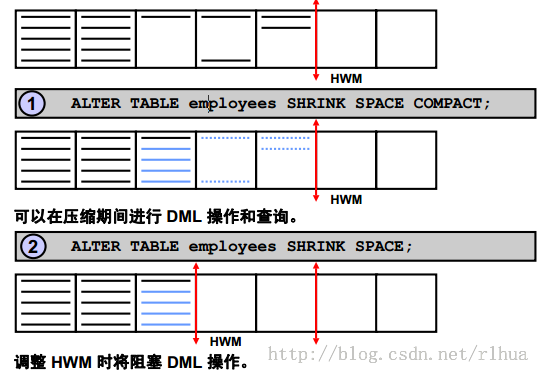 HWM
1 ALTER TABLE employees SHRINK SPACE COMPACT;
HWM
可以在压缩期间进行 DML 操作和查询。
2 ALTER TABLE employees SHRINK SPACE;
HWM
调整 HWM 时将阻塞 DML 操作。
http://blog.csdn.net/rlhua